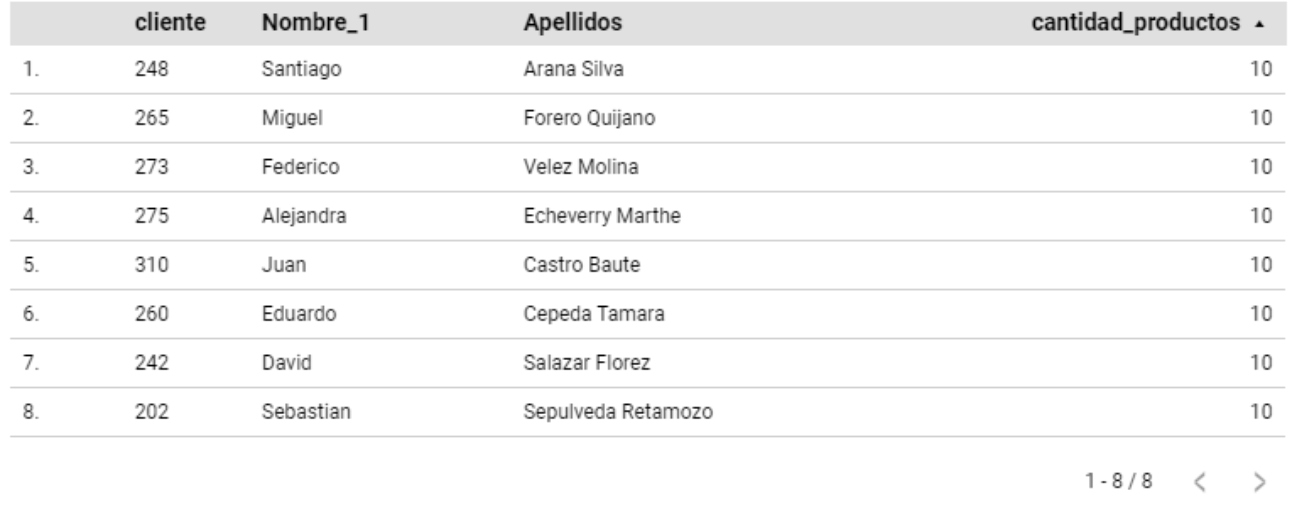 cliente Nombre_1 Apellidos cantidad_productos ▲
1. 248 Santiago Arana Silva 10
2. 265 Miguel Forero Quijano 10
3. 273 Federico Velez Molina 10
4. 275 Alejandra Echeverry Marthe 10
5. 310 Juan Castro Baute 10
6. 260 Eduardo Cepeda Tamara 10
7. 242 David Salazar Florez 10
8. 202 Sebastian Sepulveda Retamozo 10
1 - 8 / 8 < >